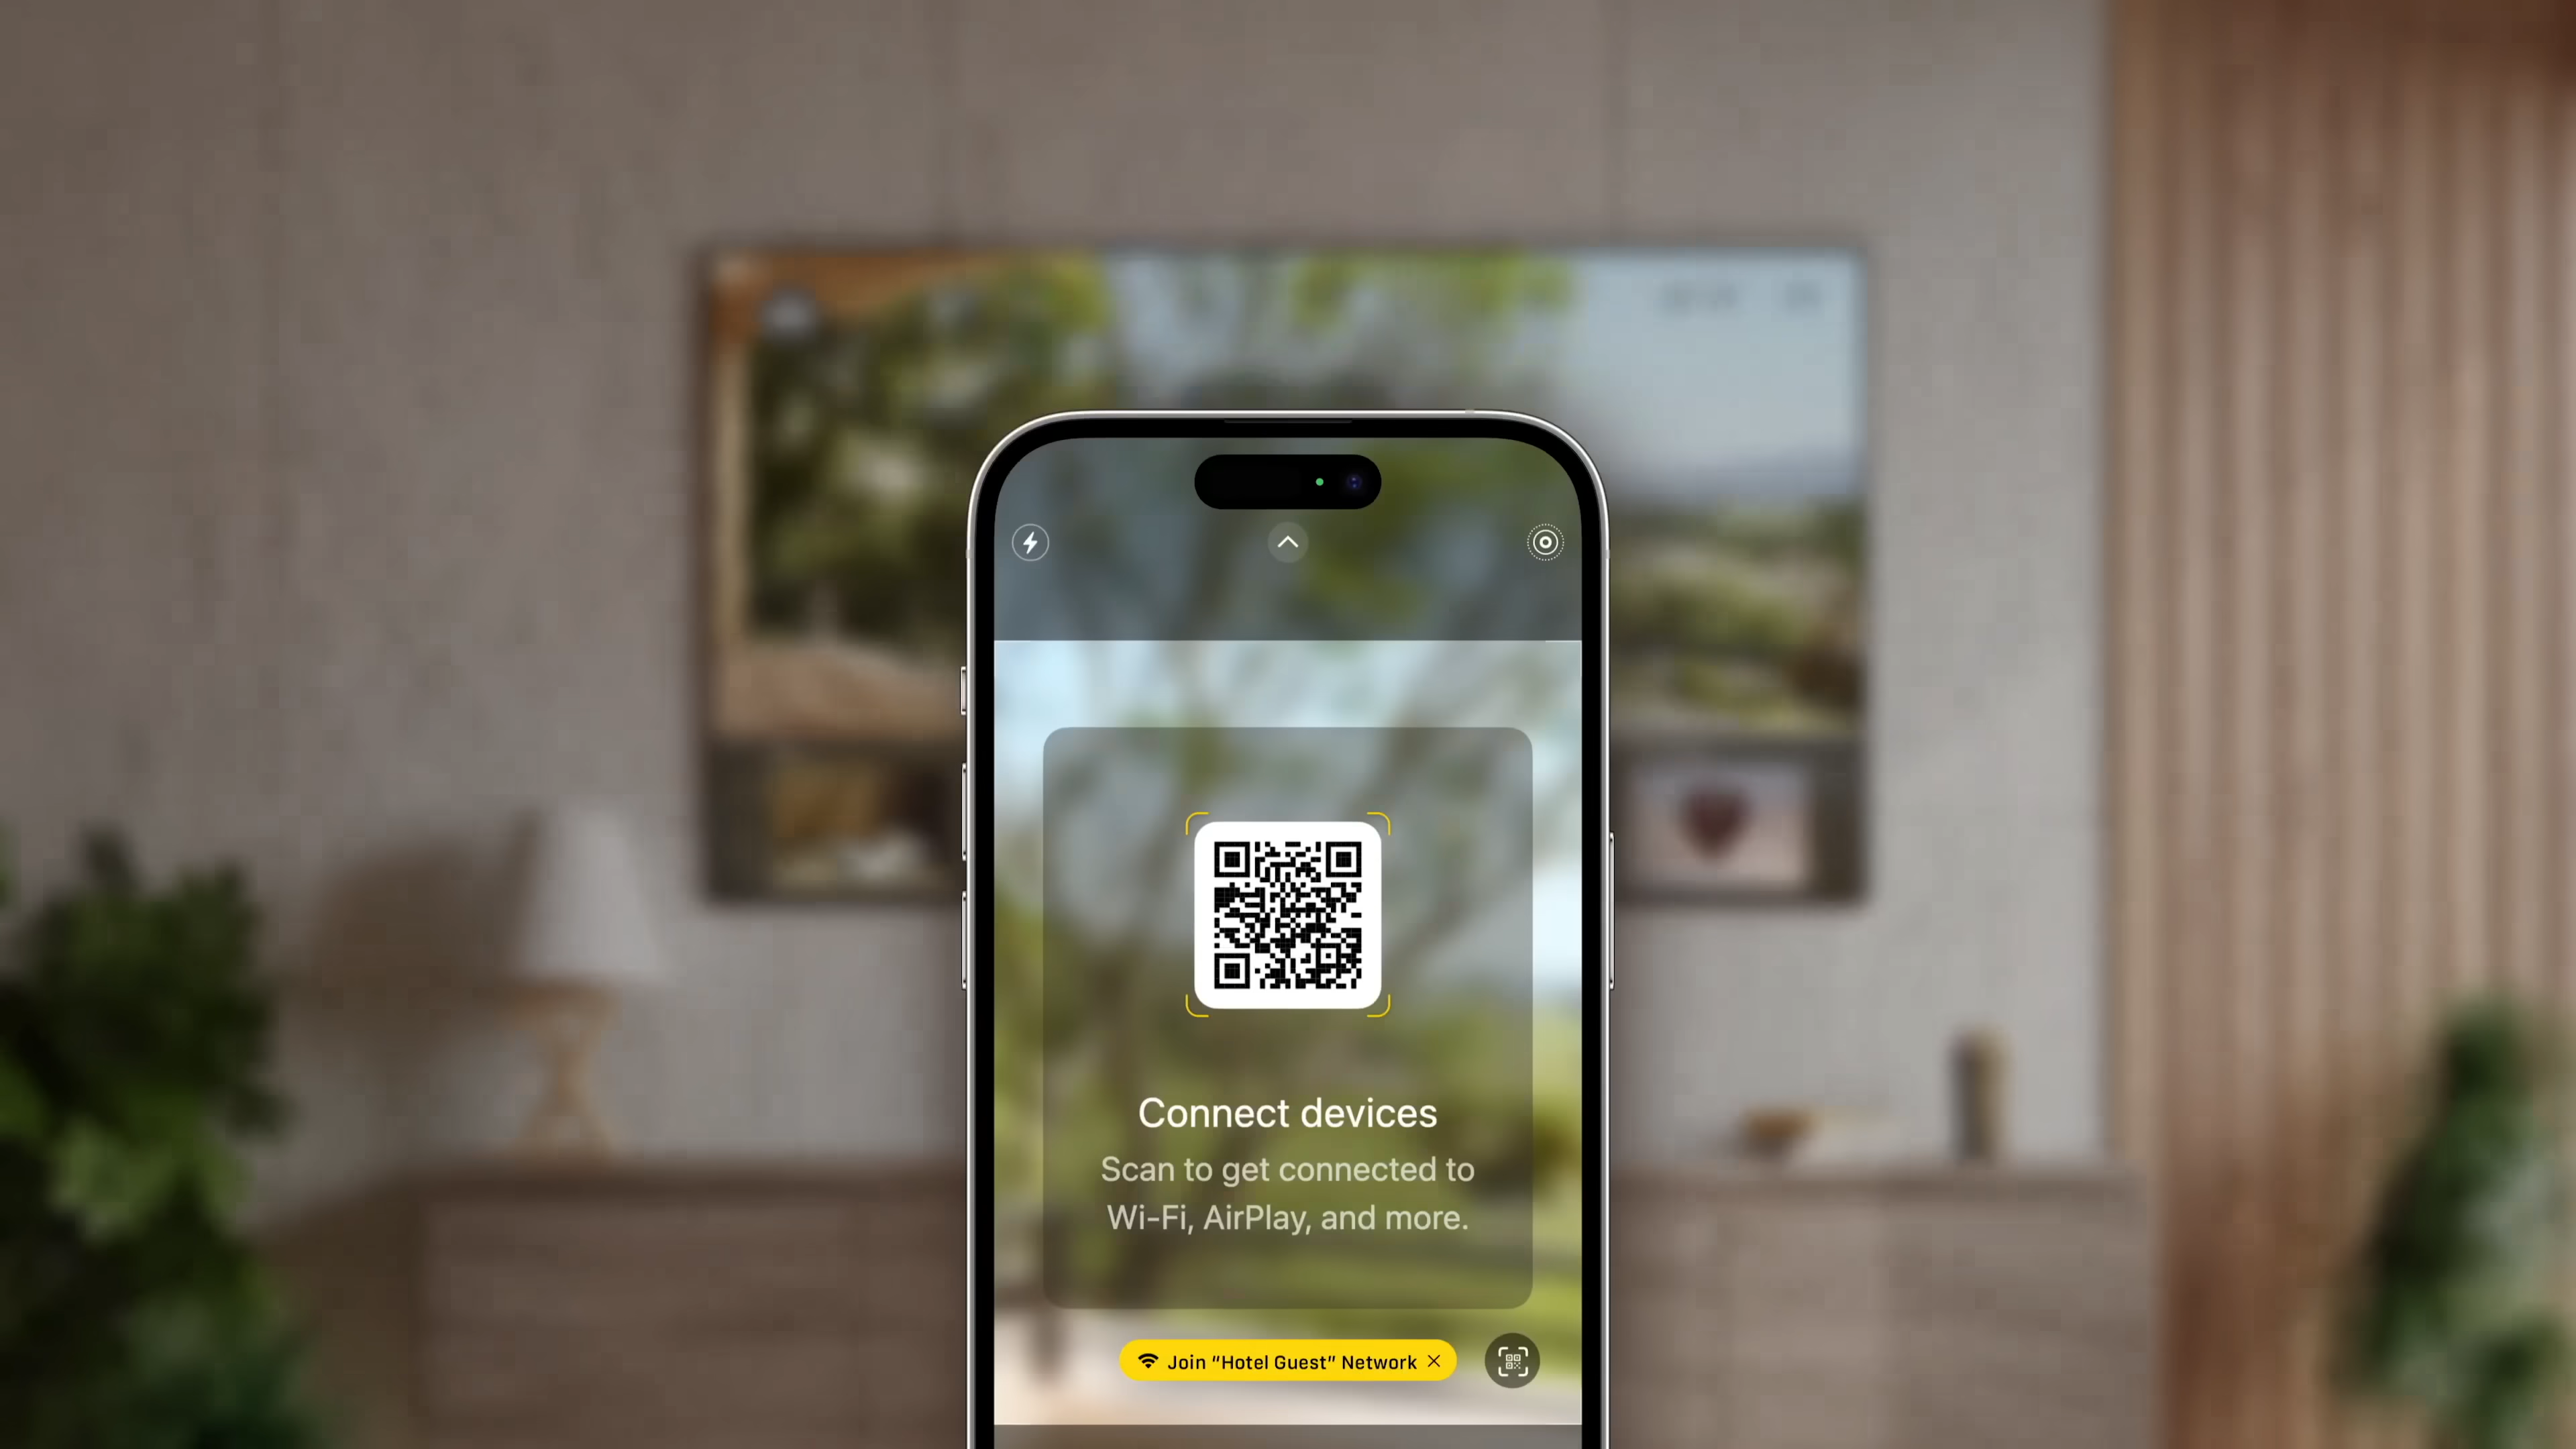 Connect devices
Scan to get connected to
Wi-Fi, AirPlay, and more.
Join “Hotel Guest” Network